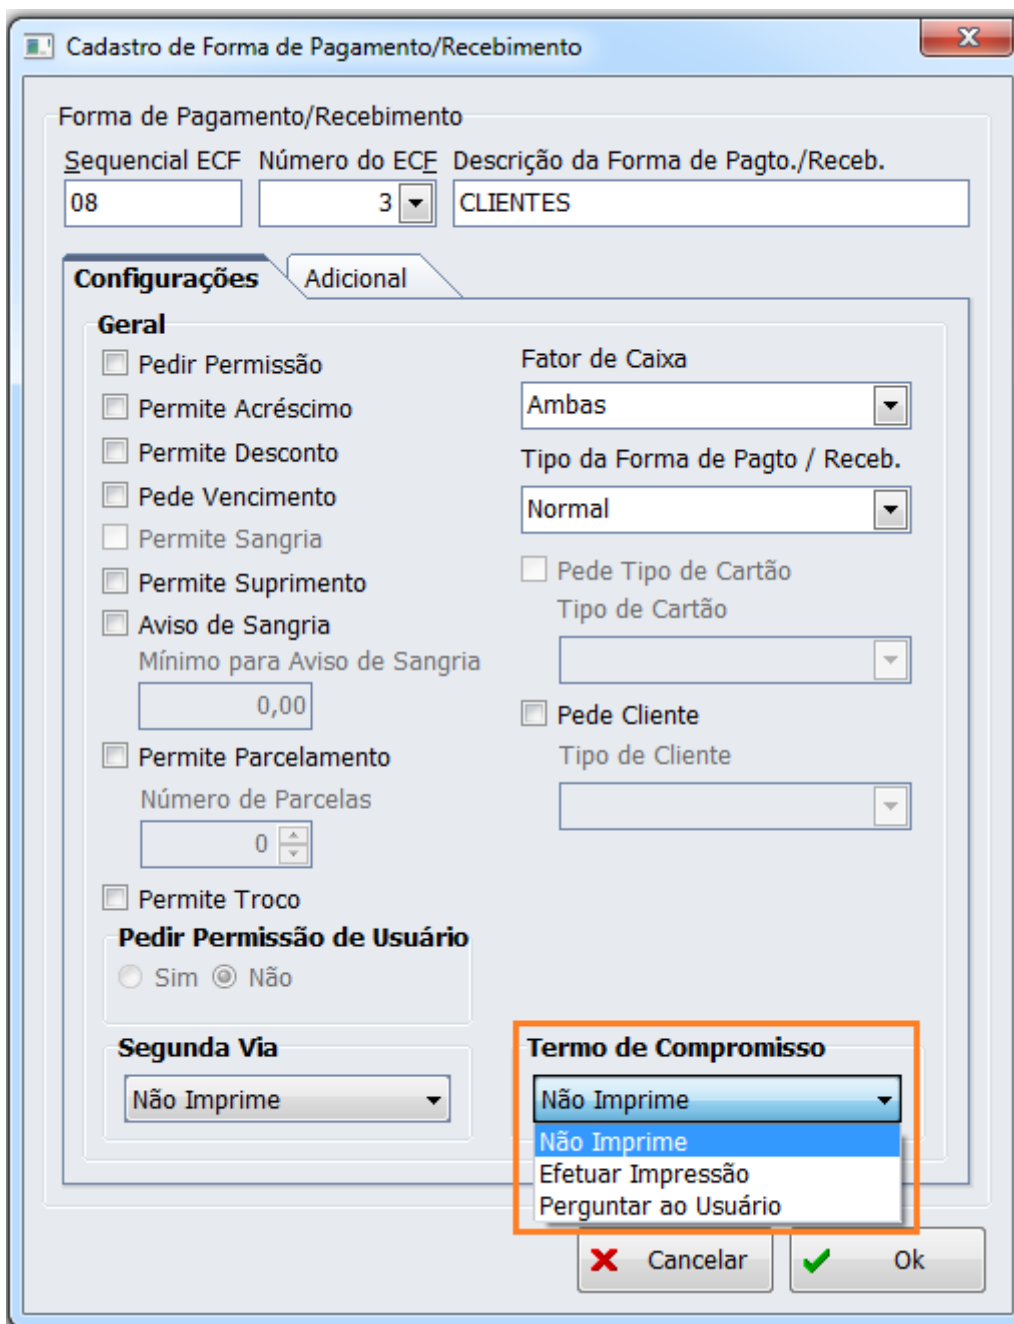 Cadastro de Forma de Pagamento/Recebimento
Forma de Pagamento/Recebimento
Sequencial ECF Número do ECF Descrição da Forma de Pagto./Receb.
08 3 CLIENTES
Configurações Adicional
Geral
Pedir Permissão
Permite Acréscimo
Permite Desconto
Pede Vencimento
Permite Sangria
Permite Suprimento
Aviso de Sangria
Mínimo para Aviso de Sangria
0,00
Permite Parcelamento
Número de Parcelas
0
Permite Troco
Fator de Caixa
Ambas
Tipo da Forma de Pagto / Receb.
Normal
Pede Tipo de Cartão
Tipo de Cartão
Pede Cliente
Tipo de Cliente
Pedir Permissão de Usuário
Sim Não
Segunda Via
Não Imprime
Termo de Compromisso
Não Imprime
Não Imprime
Efetuar Impressão
Perguntar ao Usuário
Cancelar Ok